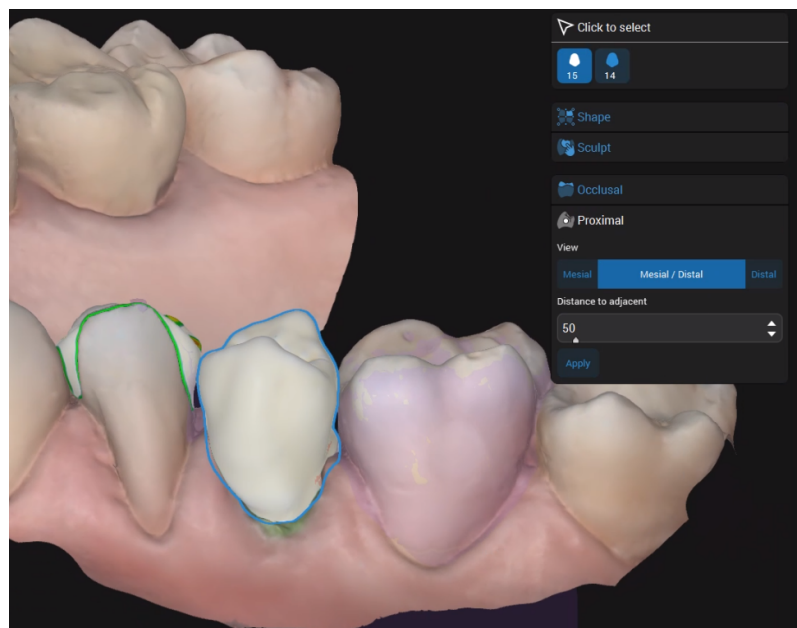 Click to select
15 14
Shape
Sculpt
Occlusal
Proximal
View
Mesial Mesial / Distal Distal
Distance to adjacent
50
Apply